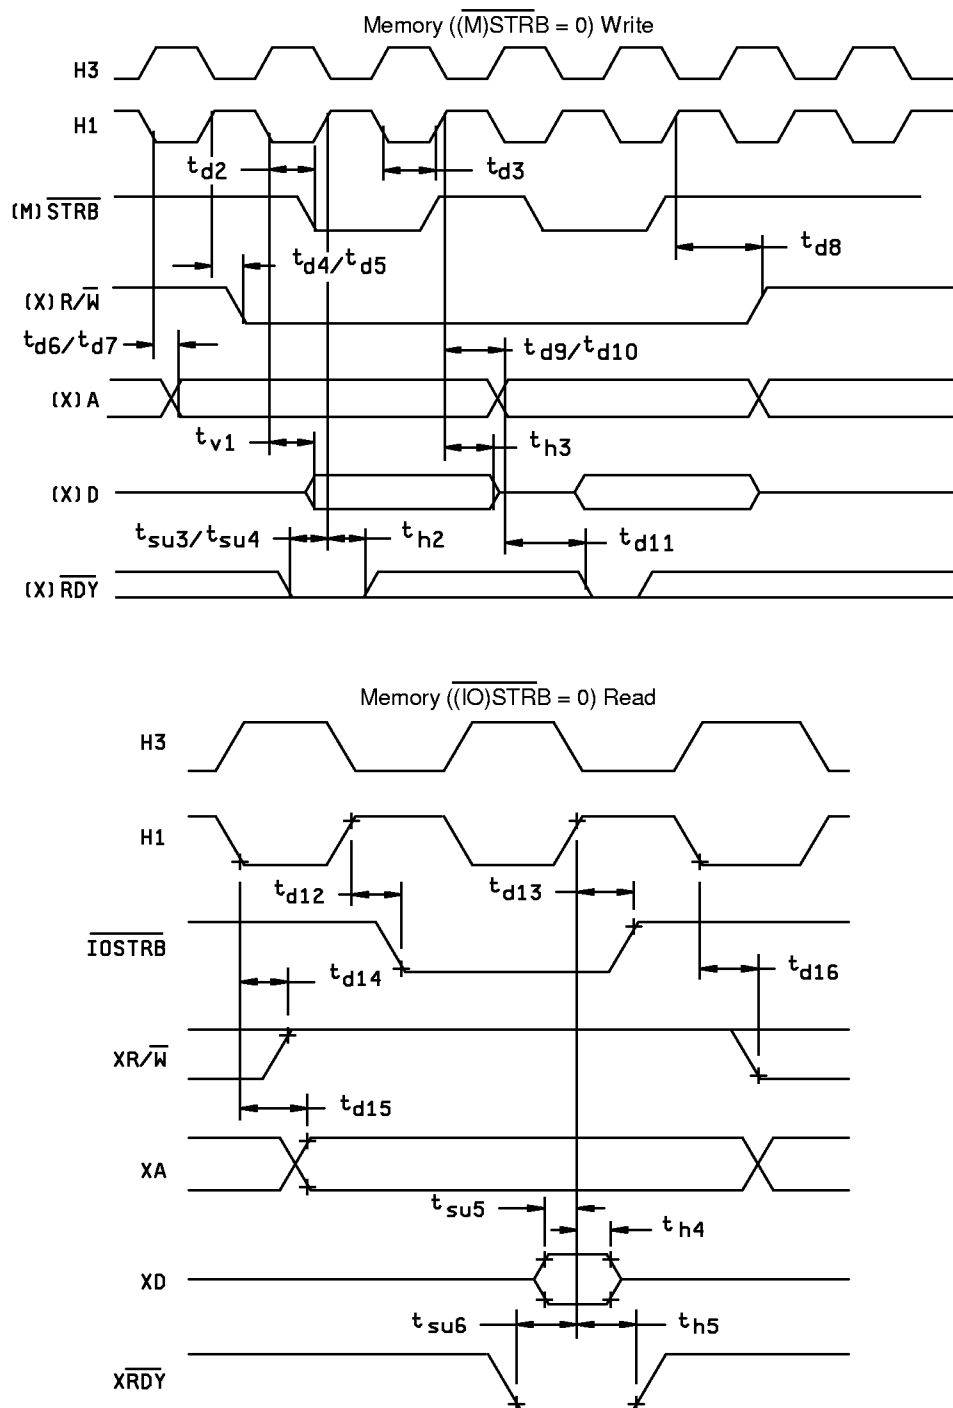 Memory ((M)STRB = 0) Write
H3
H1
td2
td3
(M)STRB
td4/td5
td8
(X)R/W
td6/td7
td9/td10
(X)A
tv1
th3
(X)D
tsu3/tsu4
th2
td11
(X)RDY
Memory ((IO)STRB = 0) Read
H3
H1
td12
td13
IOSTRB
td14
td16
XR/W
td15
XA
tsu5
th4
XD
tsu6
th5
XRDY